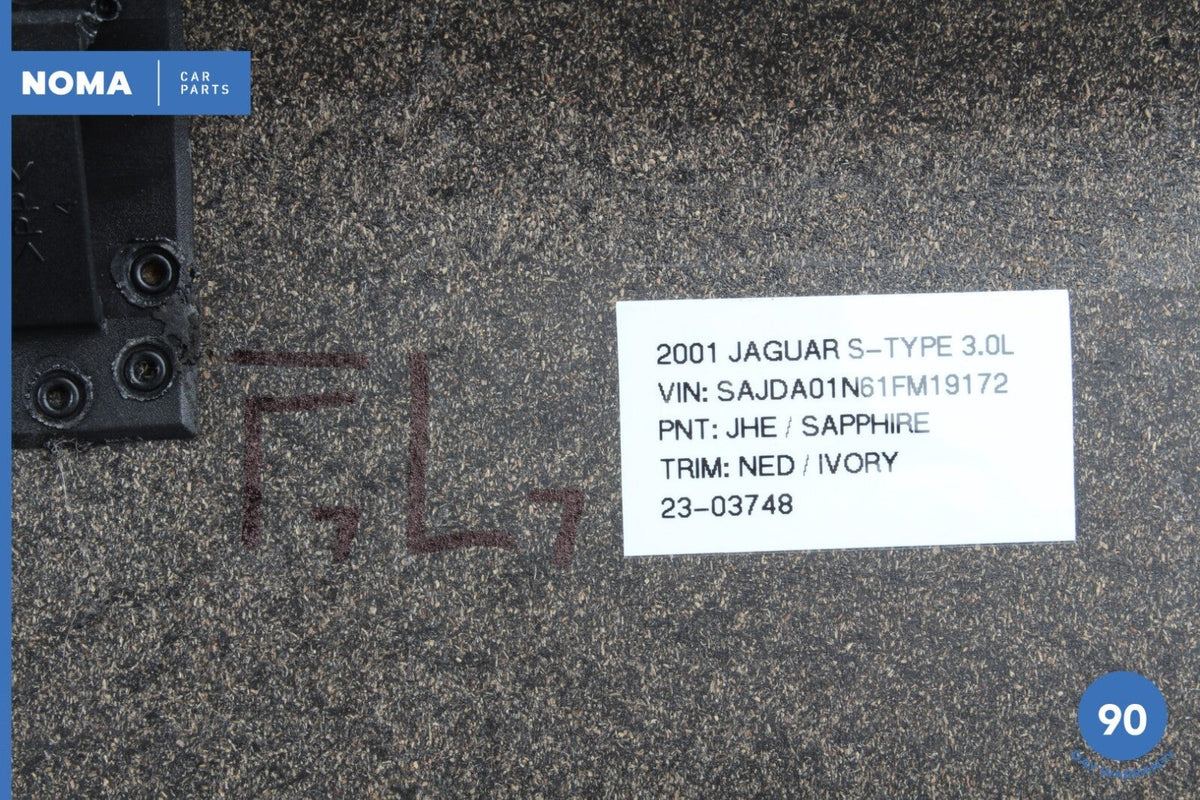 NOMA
CAR
PARTS
>PP<
2001 JAGUAR S-TYPE 3.0L
VIN: SAJDA01N61FM19172
PNT: JHE / SAPPHIRE
TRIM: NED / IVORY
23-03748
F, L,
90